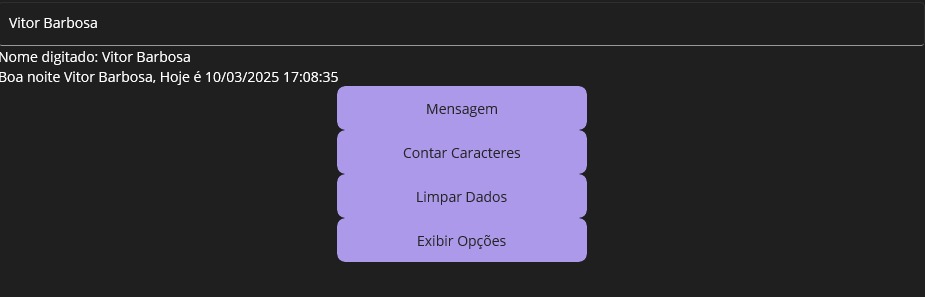 Vitor Barbosa
Nome digitado: Vitor Barbosa
Boa noite Vitor Barbosa, Hoje é 10/03/2025 17:08:35
Mensagem
Contar Caracteres
Limpar Dados
Exibir Opções